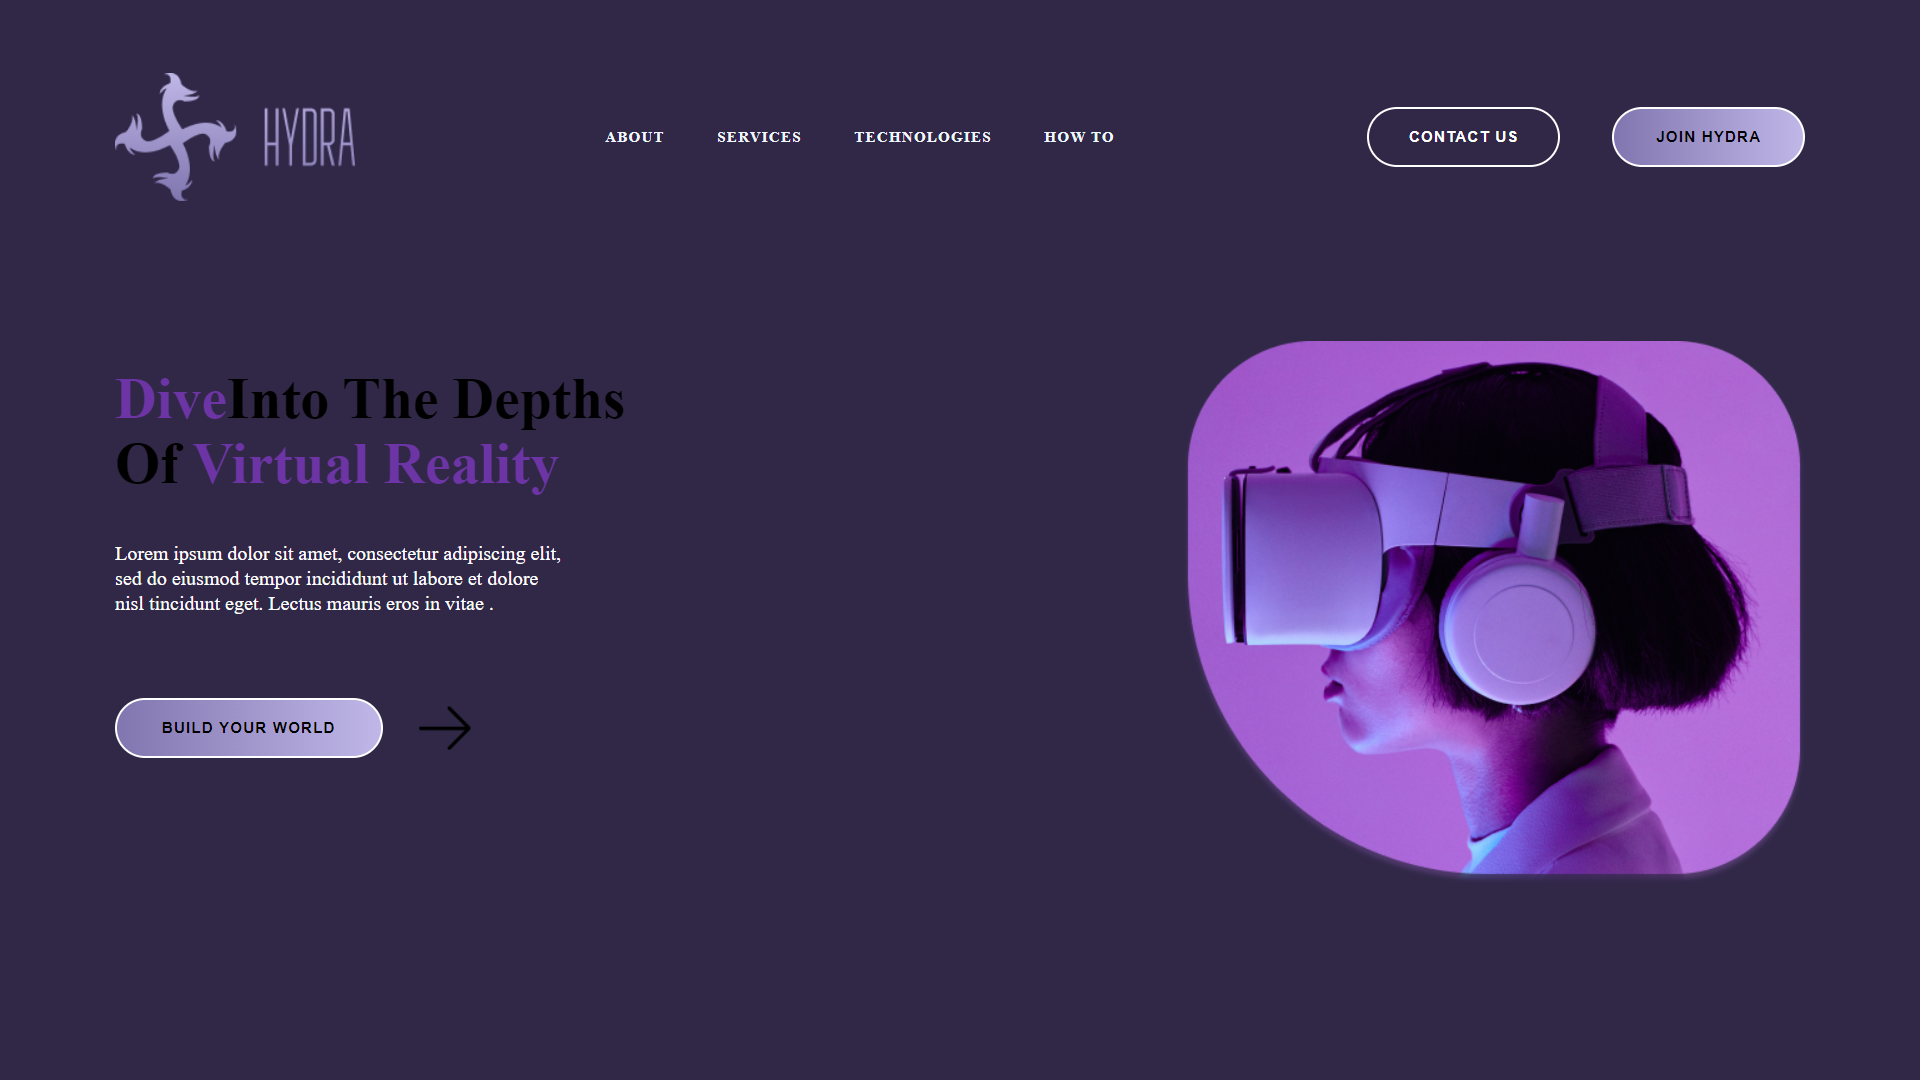 HYDRA
ABOUT
SERVICES
TECHNOLOGIES
HOW TO
CONTACT US
JOIN HYDRA
DiveInto The Depths
Of Virtual Reality
Lorem ipsum dolor sit amet, consectetur adipiscing elit,
sed do eiusmod tempor incididunt ut labore et dolore
nisl tincidunt eget. Lectus mauris eros in vitae .
BUILD YOUR WORLD